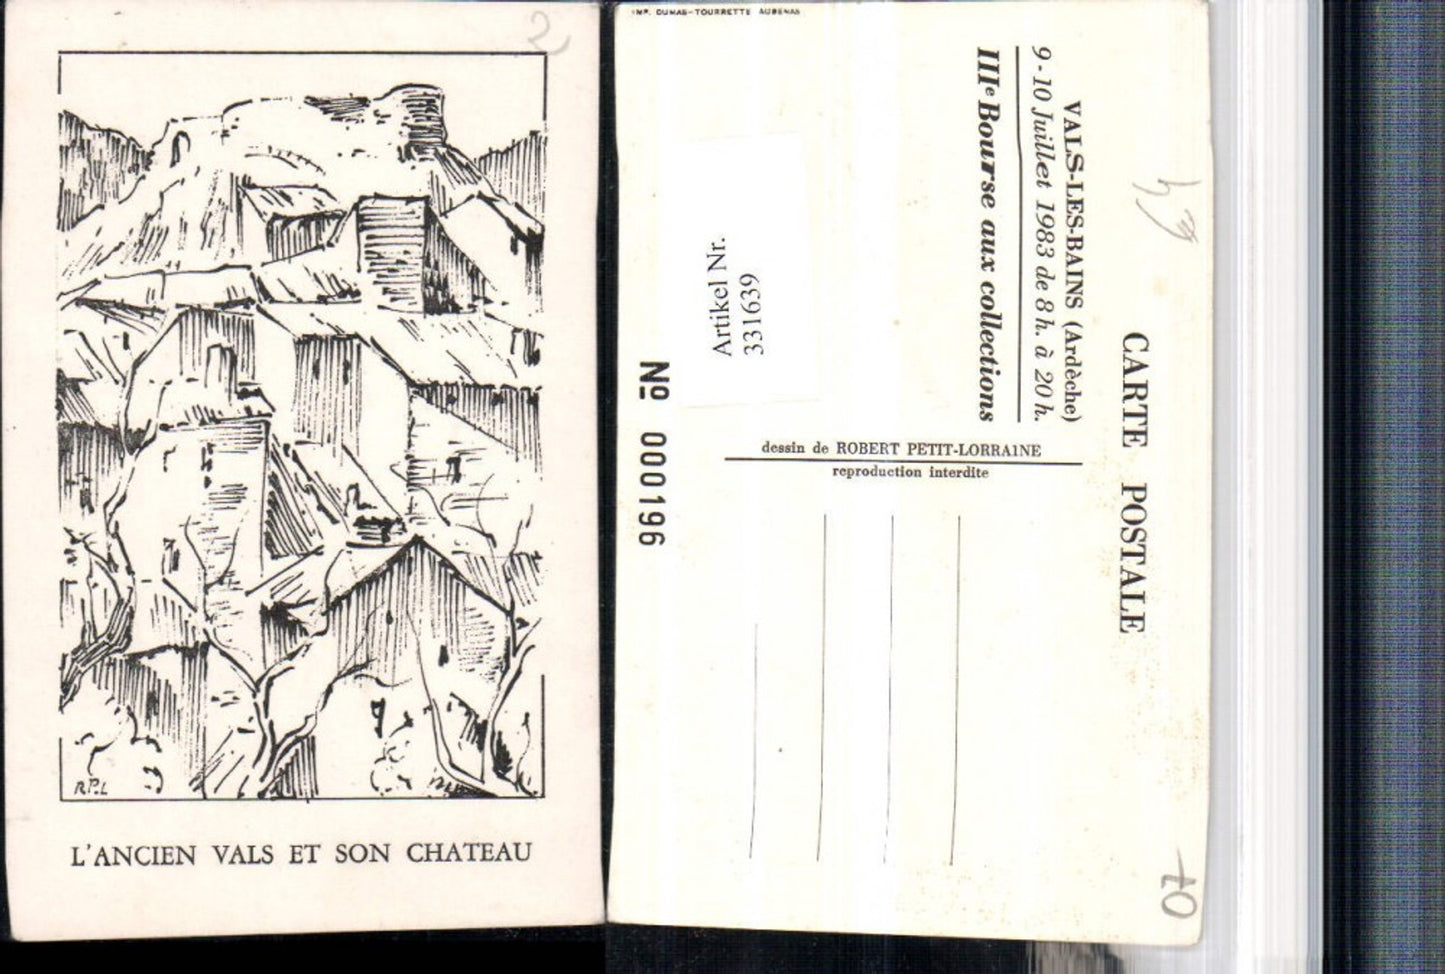 2
R.P.L
L'ANCIEN VALS ET SON CHATEAU
IMP. DUMAS-TOURRETTE AUBENAS
CARTE POSTALE
VALS-LES-BAINS (Ardèche)
9-10 Juillet 1983 de 8 h. à 20 h.
IIIe Bourse aux collections
Artikel Nr.
331639
Nº 000196
dessin de ROBERT PETIT-LORRAINE
reproduction interdite